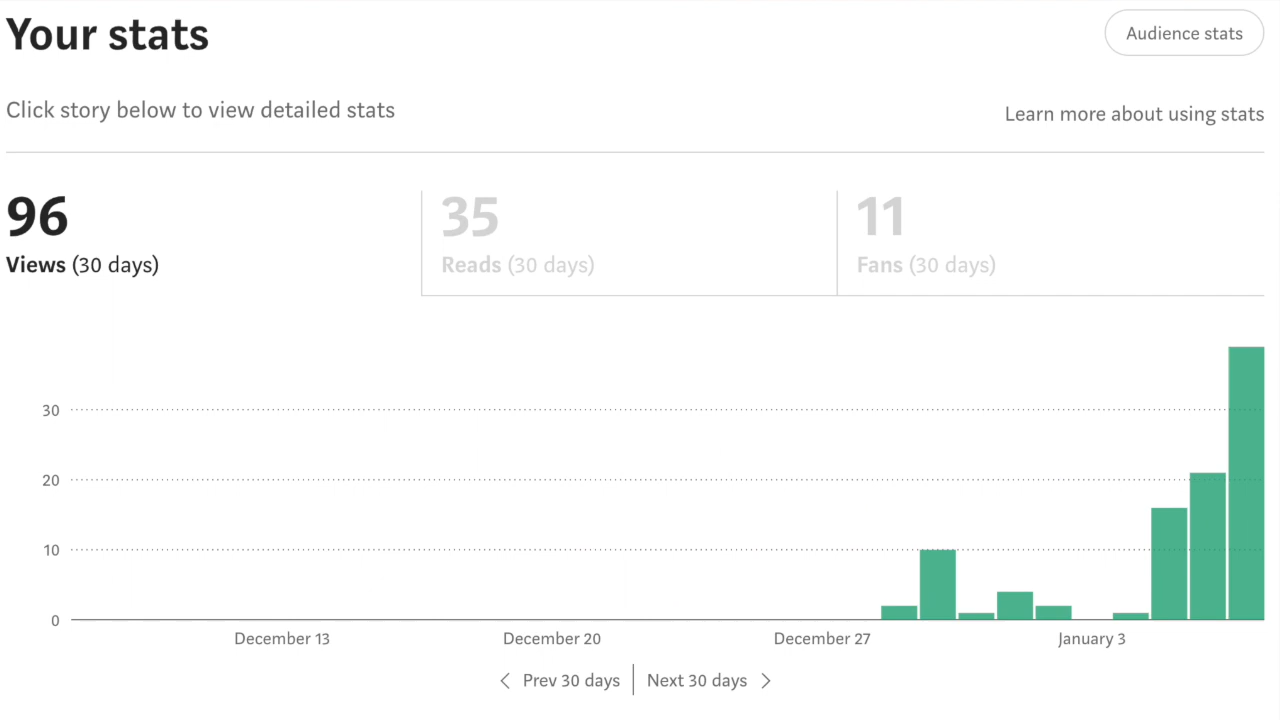 Your stats
Audience stats
Click story below to view detailed stats
Learn more about using stats
96
Views (30 days)
35
Reads (30 days)
11
Fans (30 days)
30
20
10
0
December 13
December 20
December 27
January 3
Prev 30 days
Next 30 days